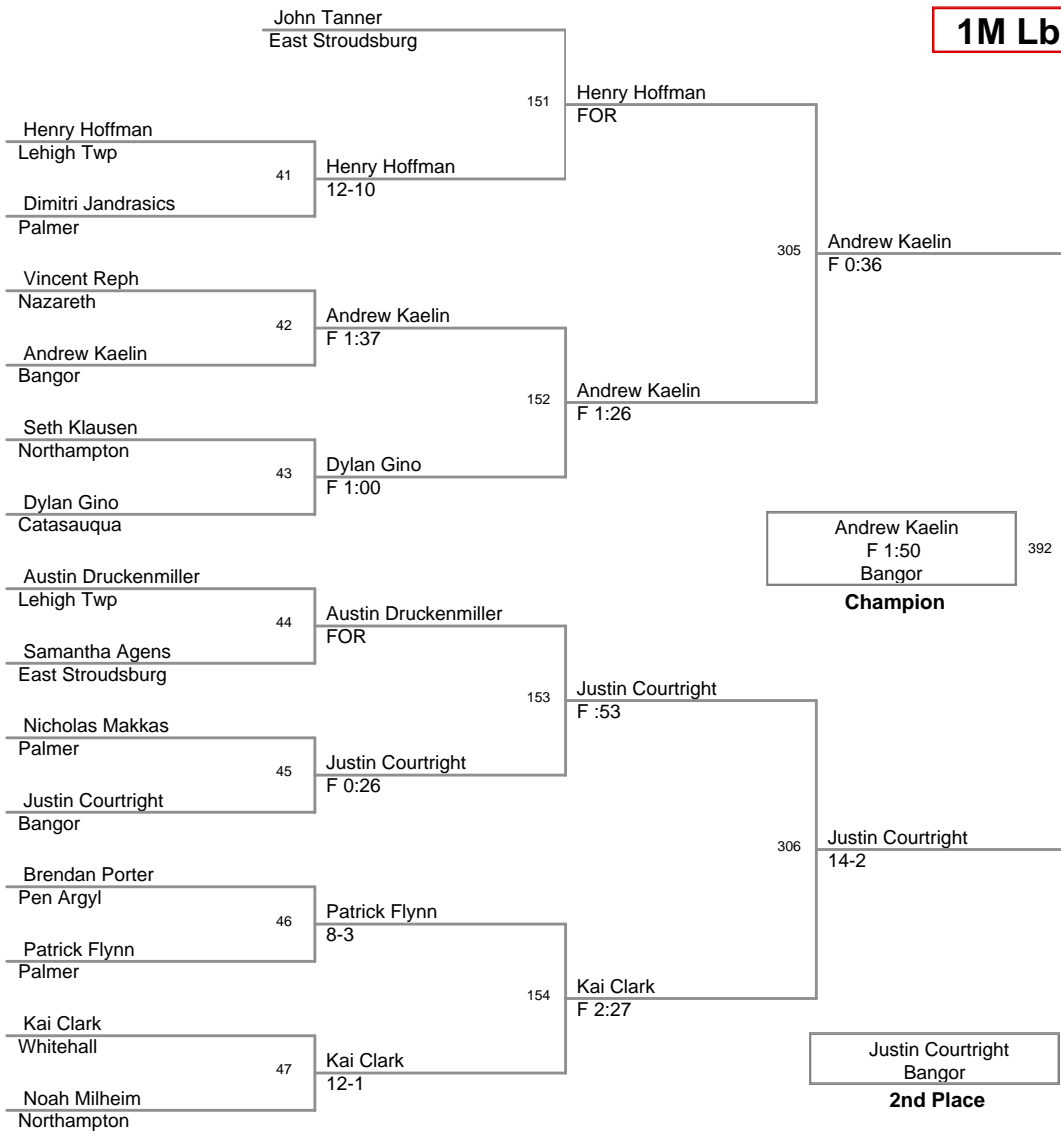 John Tanner
East Stroudsburg
1M Lb
151
Henry Hoffman
FOR
Henry Hoffman
Lehigh Twp
41
Henry Hoffman
12-10
Dimitri Jandrasics
Palmer
305
Andrew Kaelin
F 0:36
Vincent Reph
Nazareth
42
Andrew Kaelin
F 1:37
Andrew Kaelin
Bangor
152
Andrew Kaelin
F 1:26
Seth Klausen
Northampton
43
Dylan Gino
F 1:00
Dylan Gino
Catasauqua
Andrew Kaelin
F 1:50
Bangor
392
Champion
Austin Druckenmiller
Lehigh Twp
44
Austin Druckenmiller
FOR
Samantha Agens
East Stroudsburg
153
Justin Courtright
F :53
Nicholas Makkas
Palmer
45
Justin Courtright
F 0:26
Justin Courtright
Bangor
306
Justin Courtright
14-2
Brendan Porter
Pen Argyl
46
Patrick Flynn
8-3
Patrick Flynn
Palmer
154
Kai Clark
F 2:27
Kai Clark
Whitehall
47
Kai Clark
12-1
Noah Milheim
Northampton
Justin Courtright
Bangor
2nd Place